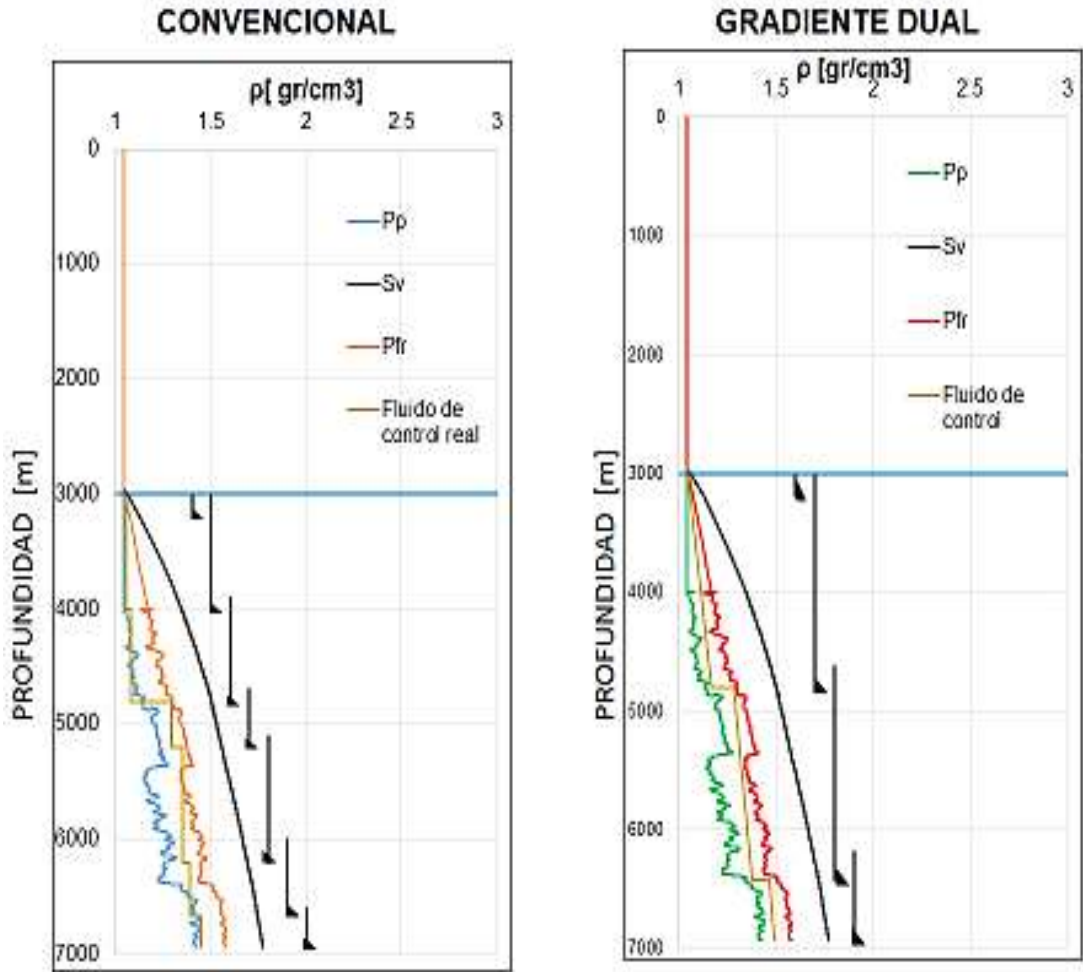 CONVENCIONAL
ρ[ gr/cm3]
1 1.5 2 2.5 3
0
1000
2000
3000
4000
5000
6000
7000
PROFUNDIDAD [m]
Pp
Sv
Pfr
Fluido de
control real
GRADIENTE DUAL
ρ [gr/cm3]
1 1.5 2 2.5 3
0
1000
2000
3000
4000
5000
6000
7000
PROFUNDIDAD [m]
Pp
Sv
Pfr
Fluido de
control